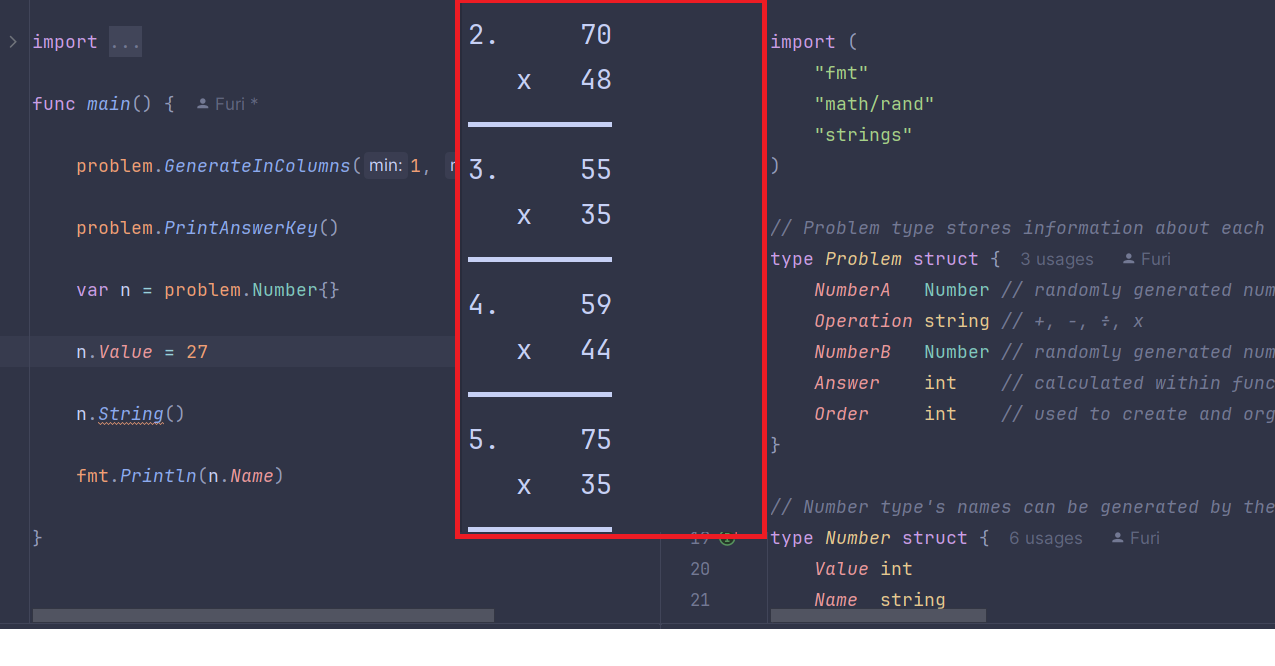 import ...
func main() { Furi *
problem.GenerateInColumns( min: 1,
problem.PrintAnswerKey()
var n = problem.Number{}
n.Value = 27
n.String()
fmt.Println(n.Name)
}
2. 70
x 48
3. 55
x 35
4. 59
x 44
5. 75
x 35
import (
"fmt"
"math/rand"
"strings"
)
// Problem type stores information about each
type Problem struct { 3 usages Furi
NumberA Number // randomly generated num
Operation string // +, -, ÷, x
NumberB Number // randomly generated num
Answer int // calculated within func
Order int // used to create and org
}
// Number type's names can be generated by the
19 type Number struct { 6 usages Furi
20 Value int
21 Name string